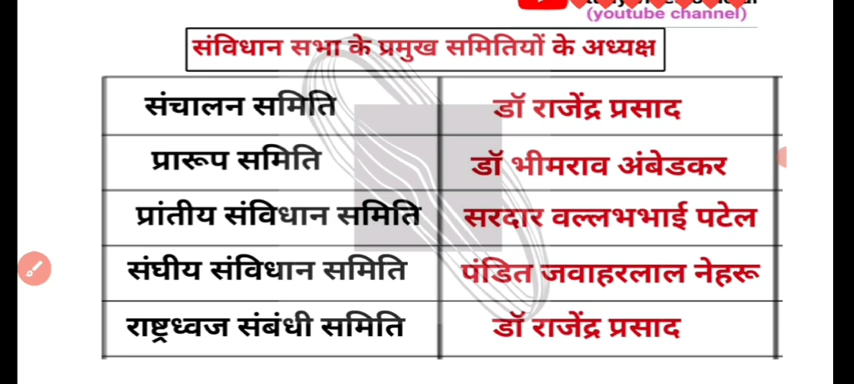 (youtube channel)
संविधान सभा के प्रमुख समितियों के अध्यक्ष
संचालन समिति डॉ राजेंद्र प्रसाद
प्रारूप समिति डॉ भीमराव अंबेडकर
प्रांतीय संविधान समिति सरदार वल्लभभाई पटेल
संघीय संविधान समिति पंडित जवाहरलाल नेहरू
राष्ट्रध्वज संबंधी समिति डॉ राजेंद्र प्रसाद